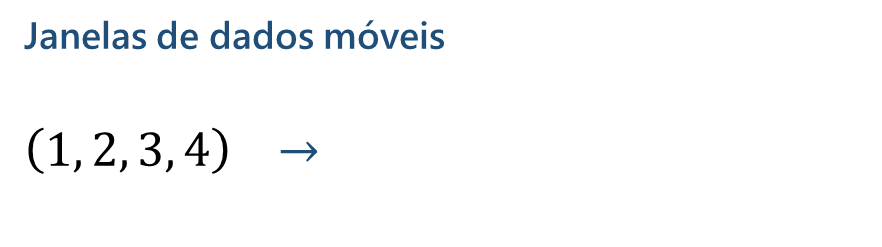 Janelas de dados móveis
(1, 2, 3, 4) →